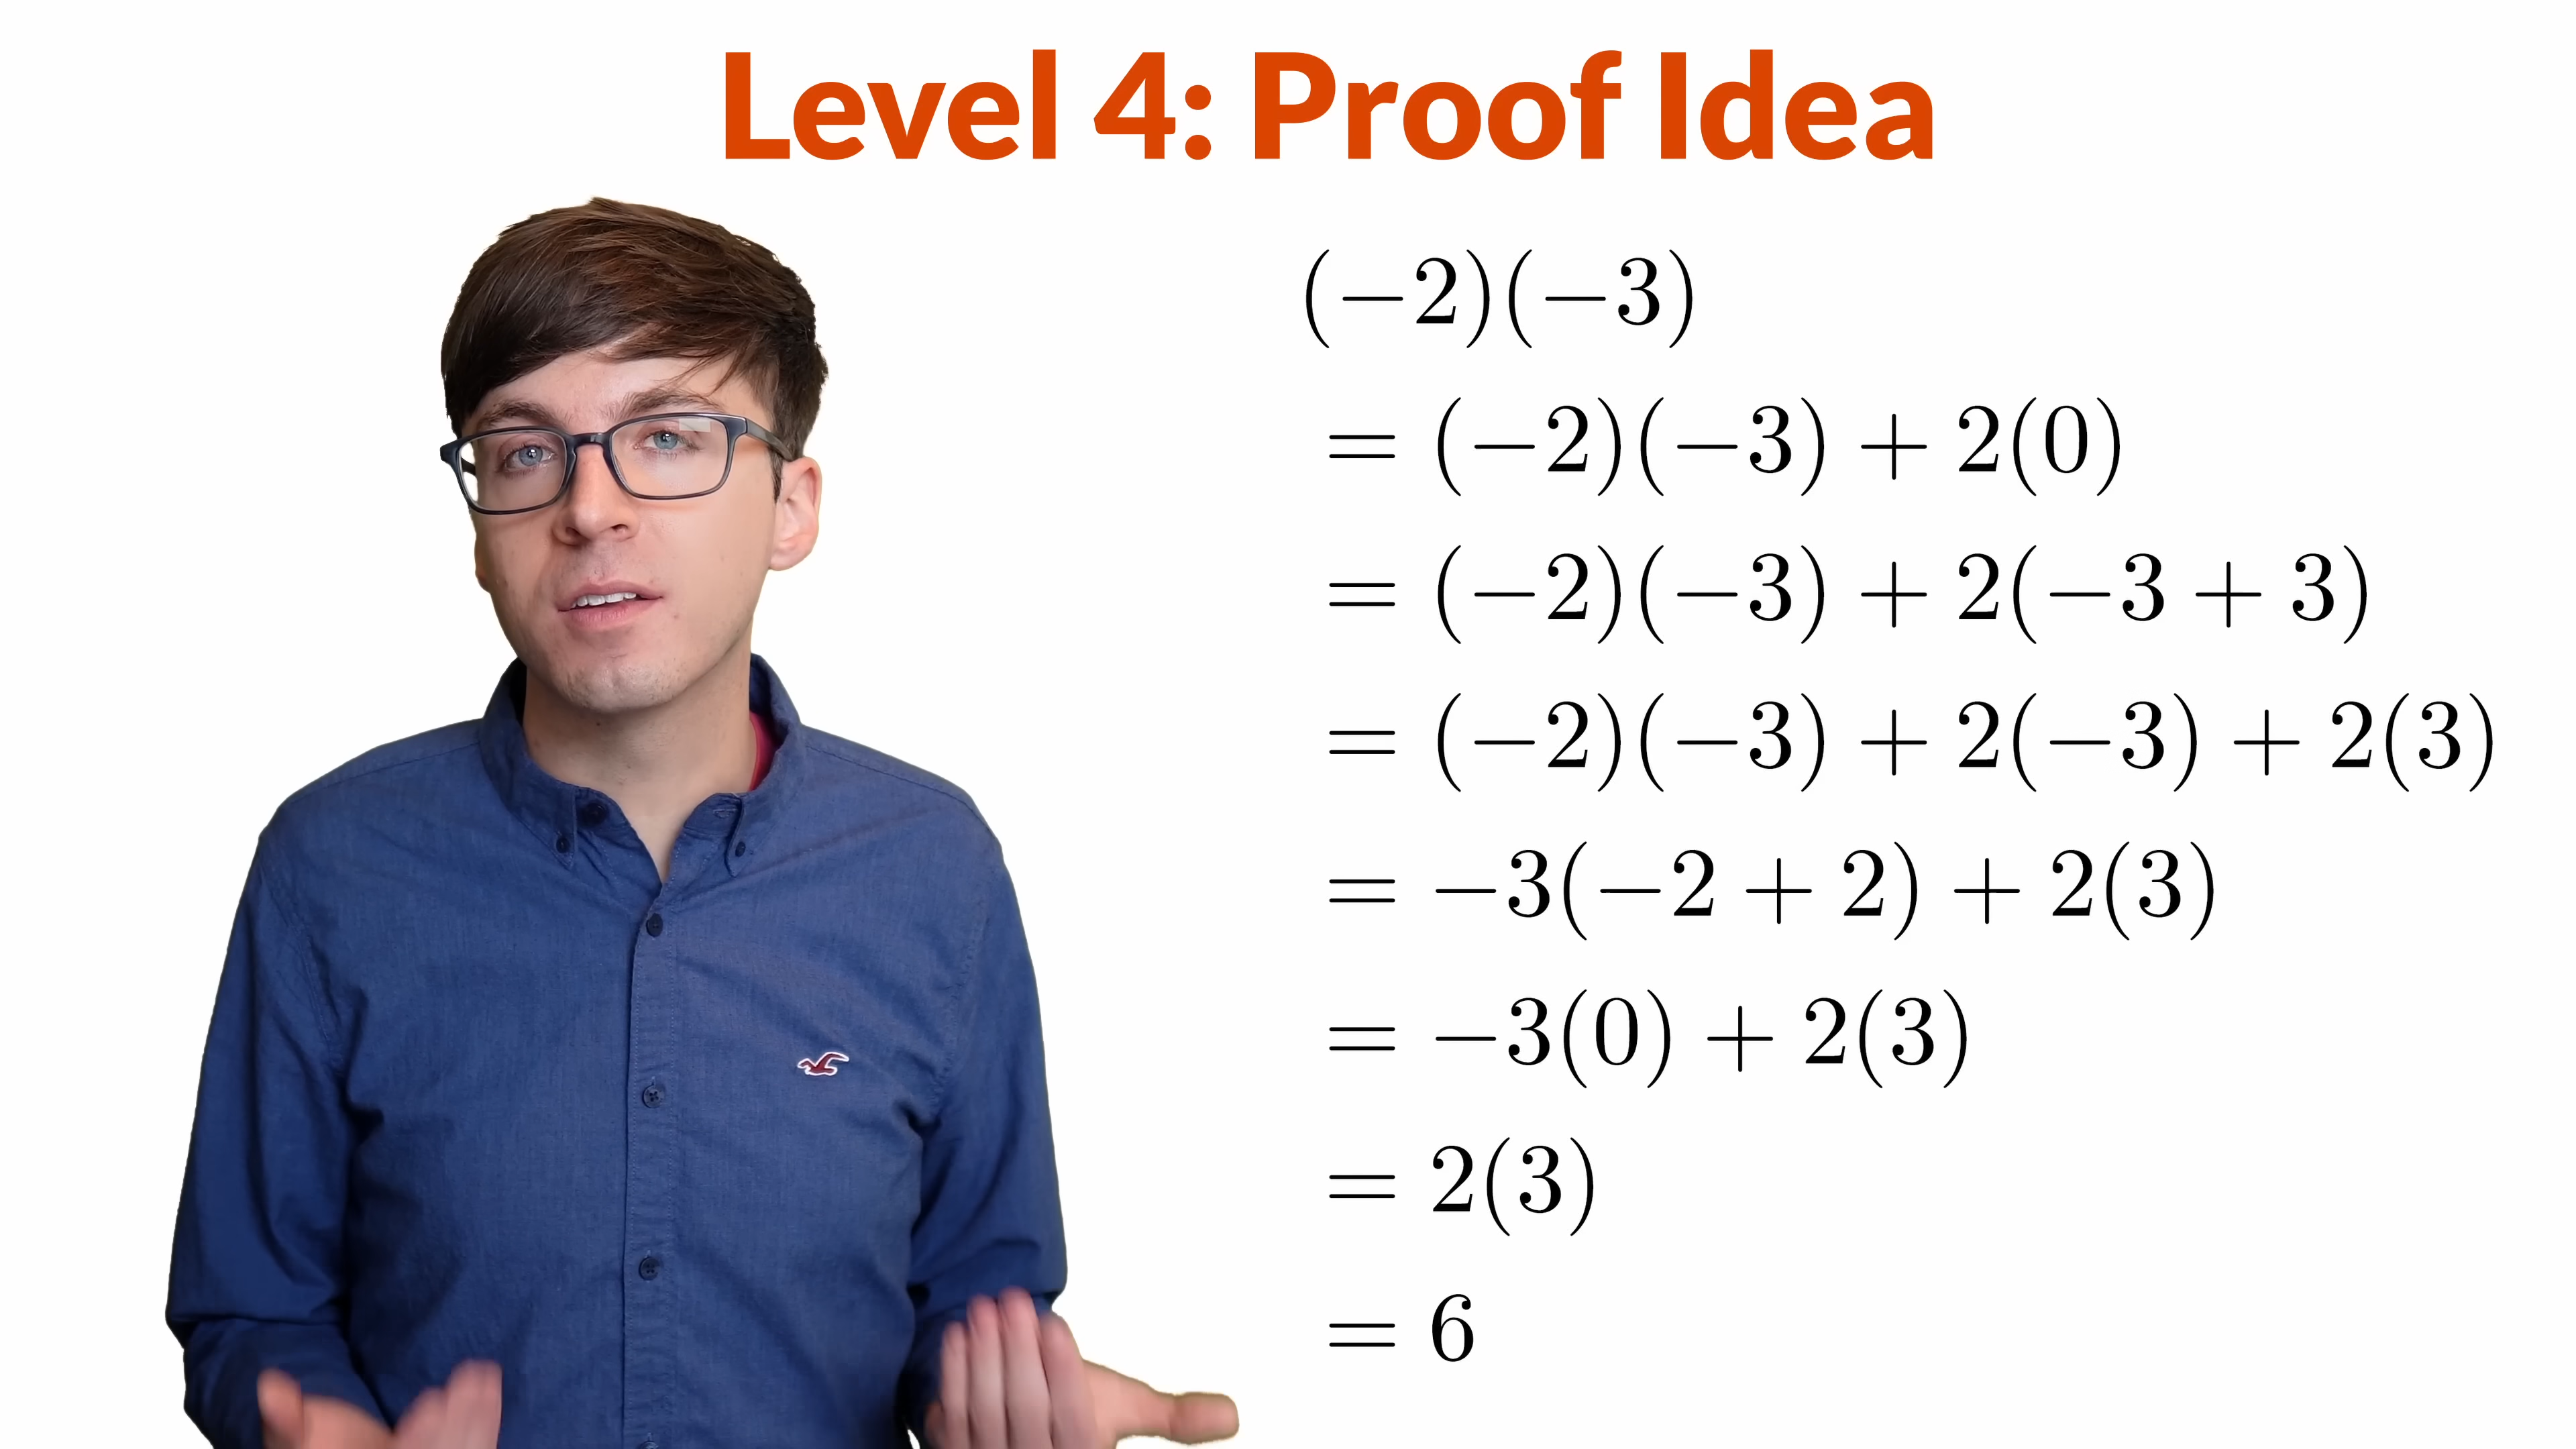 Level 4: Proof Idea
(−2)(−3)
= (−2)(−3) + 2(0)
= (−2)(−3) + 2(−3 + 3)
= (−2)(−3) + 2(−3) + 2(3)
= −3(−2 + 2) + 2(3)
= −3(0) + 2(3)
= 2(3)
= 6